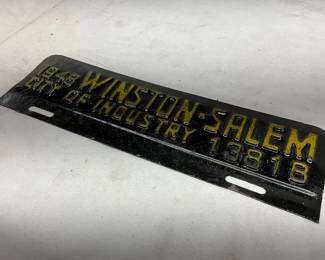 1948 WINSTON-SALEM
CITY OF INDUSTRY 13818